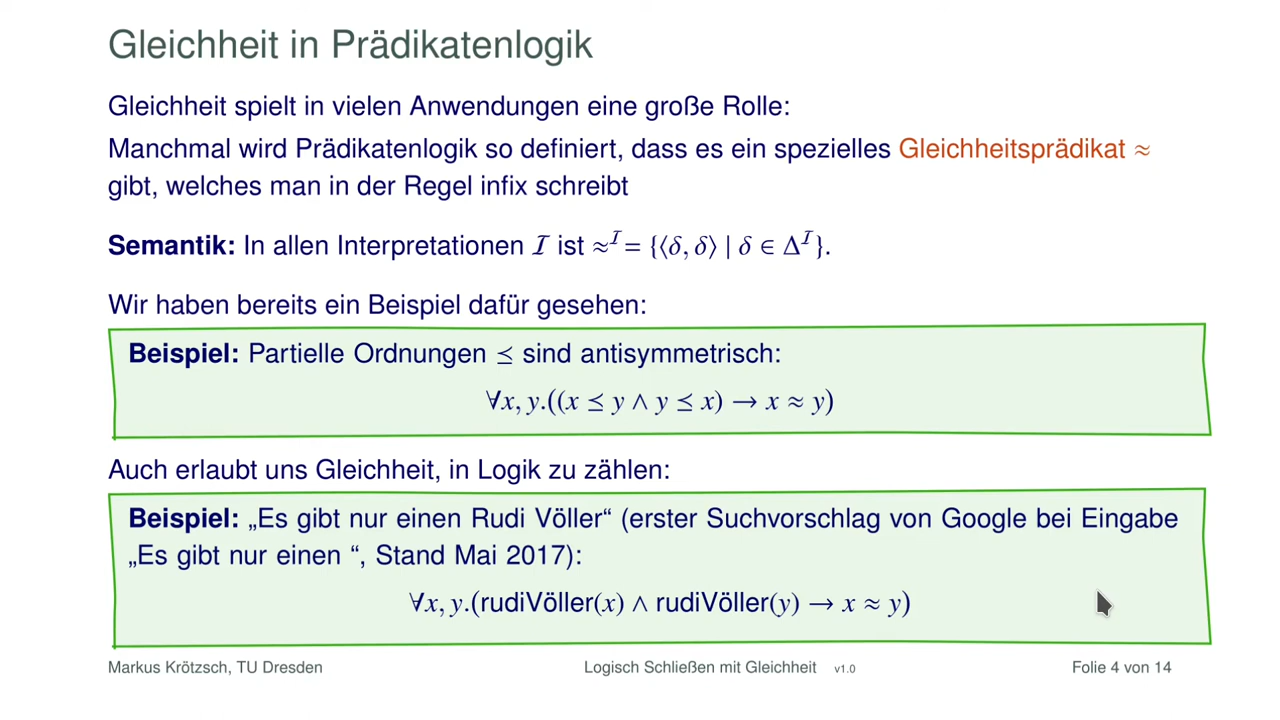 Gleichheit in Prädikatenlogik
Gleichheit spielt in vielen Anwendungen eine große Rolle:
Manchmal wird Prädikatenlogik so definiert, dass es ein spezielles Gleichheitsprädikat ≈
gibt, welches man in der Regel infix schreibt
Semantik: In allen Interpretationen 𝓘 ist ≈^𝓘 = {⟨δ, δ⟩ | δ ∈ Δ^𝓘}.
Wir haben bereits ein Beispiel dafür gesehen:
Beispiel: Partielle Ordnungen ⪯ sind antisymmetrisch:
∀x, y.((x ⪯ y ∧ y ⪯ x) → x ≈ y)
Auch erlaubt uns Gleichheit, in Logik zu zählen:
Beispiel: „Es gibt nur einen Rudi Völler“ (erster Suchvorschlag von Google bei Eingabe
„Es gibt nur einen “, Stand Mai 2017):
∀x, y.(rudiVöller(x) ∧ rudiVöller(y) → x ≈ y)
Markus Krötzsch, TU Dresden Logisch Schließen mit Gleichheit v1.0 Folie 4 von 14